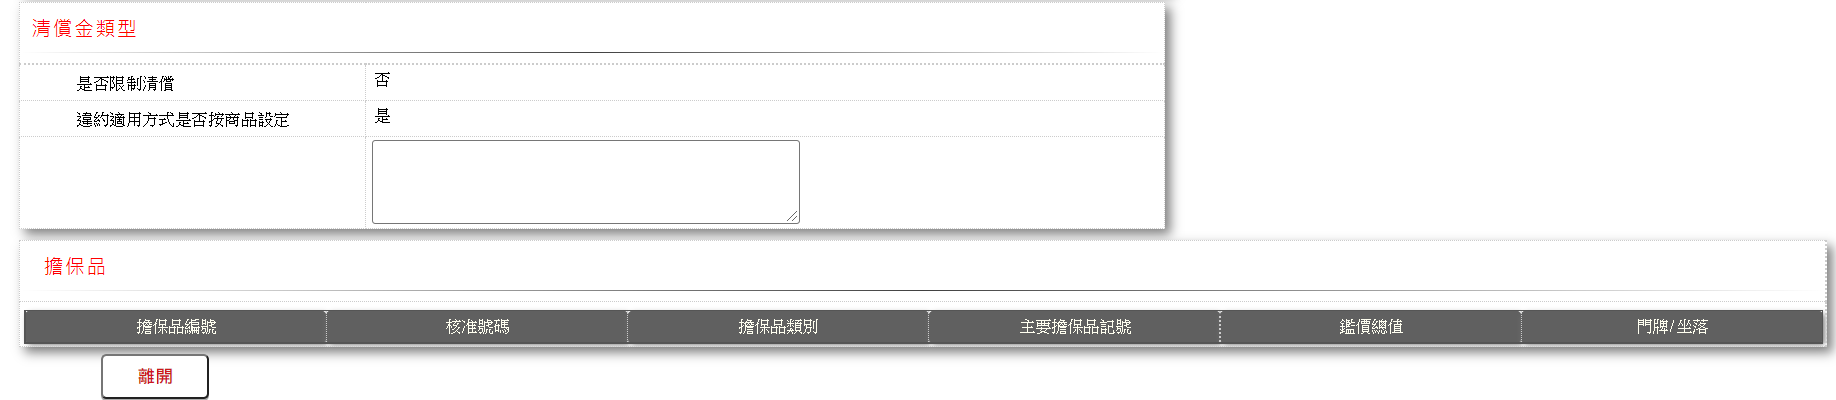 清償金類型
是否限制清償 否
違約適用方式是否按商品設定 是
擔保品
擔保品編號 核准號碼 擔保品類別 主要擔保品記號 鑑價總值 門牌/坐落
離開